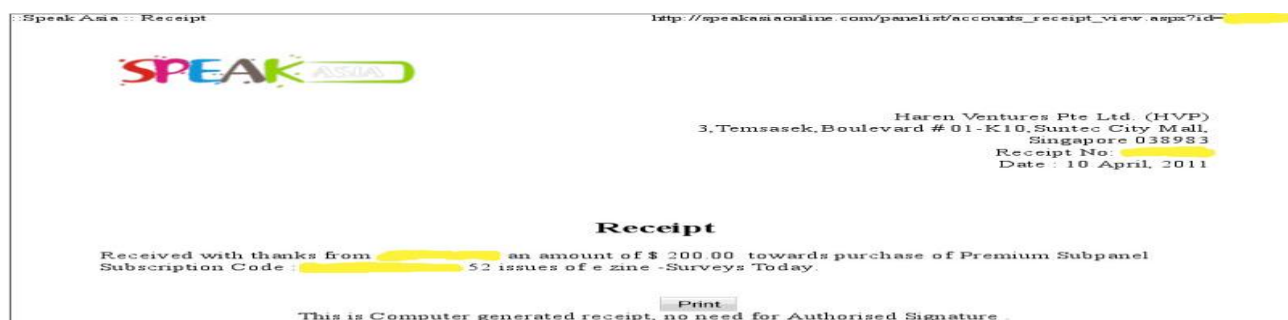 ::Speak Asia :: Receipt http://speakasiaonline.com/panelist/accounts_receipt_view.aspx?id=
SPEAK ASIA
Haren Ventures Pte Ltd. (HVP)
3,Temsasek,Boulevard # 01-K10,Suntec City Mall,
Singapore 038983
Receipt No:
Date : 10 April, 2011
Receipt
Received with thanks from an amount of $ 200.00 towards purchase of Premium Subpanel
Subscription Code : 52 issues of e zine -Surveys Today.
Print
This is Computer generated receipt, no need for Authorised Signature .